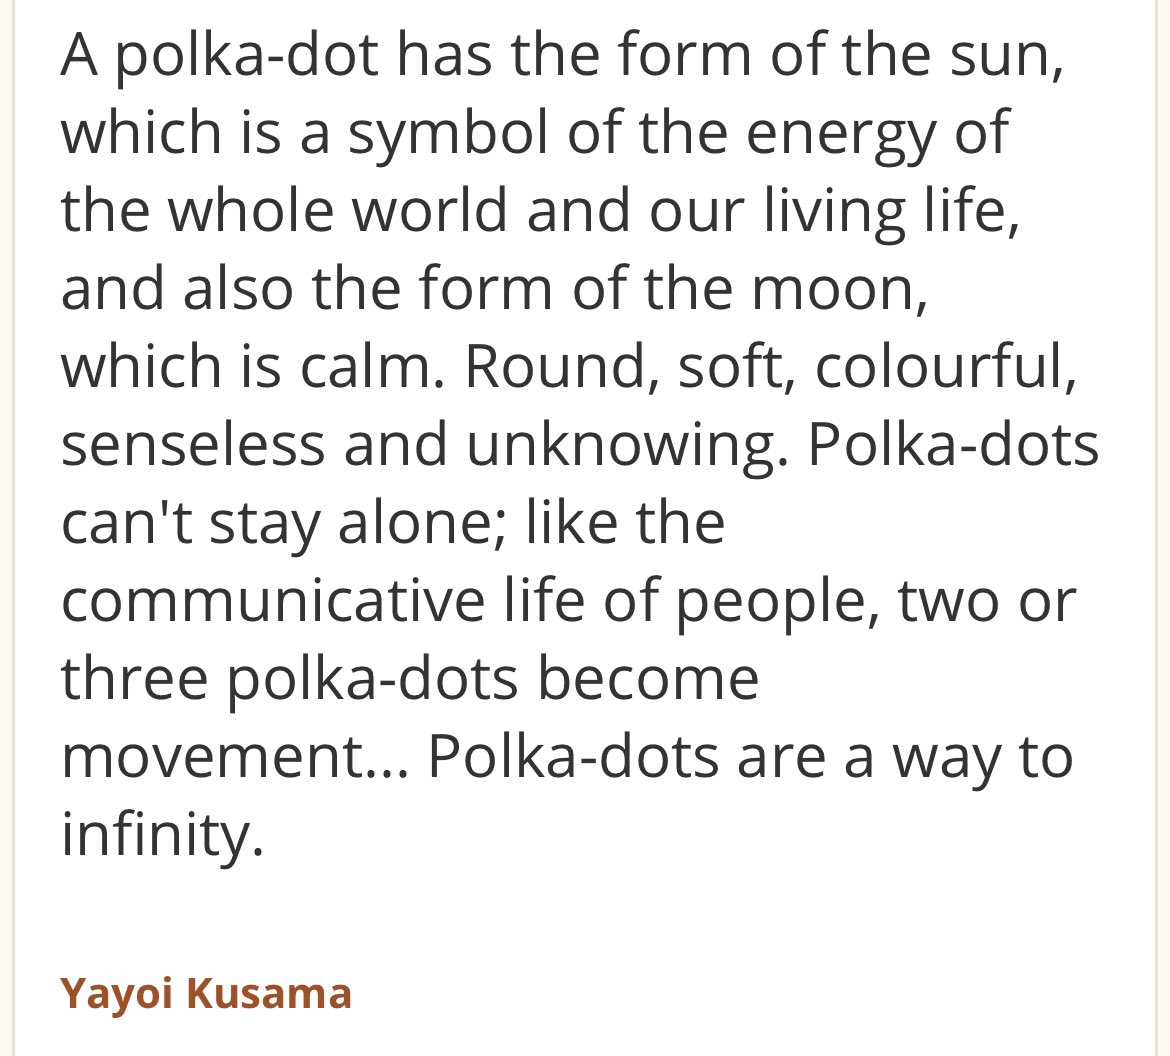 A polka-dot has the form of the sun,
which is a symbol of the energy of
the whole world and our living life,
and also the form of the moon,
which is calm. Round, soft, colourful,
senseless and unknowing. Polka-dots
can't stay alone; like the
communicative life of people, two or
three polka-dots become
movement... Polka-dots are a way to
infinity.
Yayoi Kusama